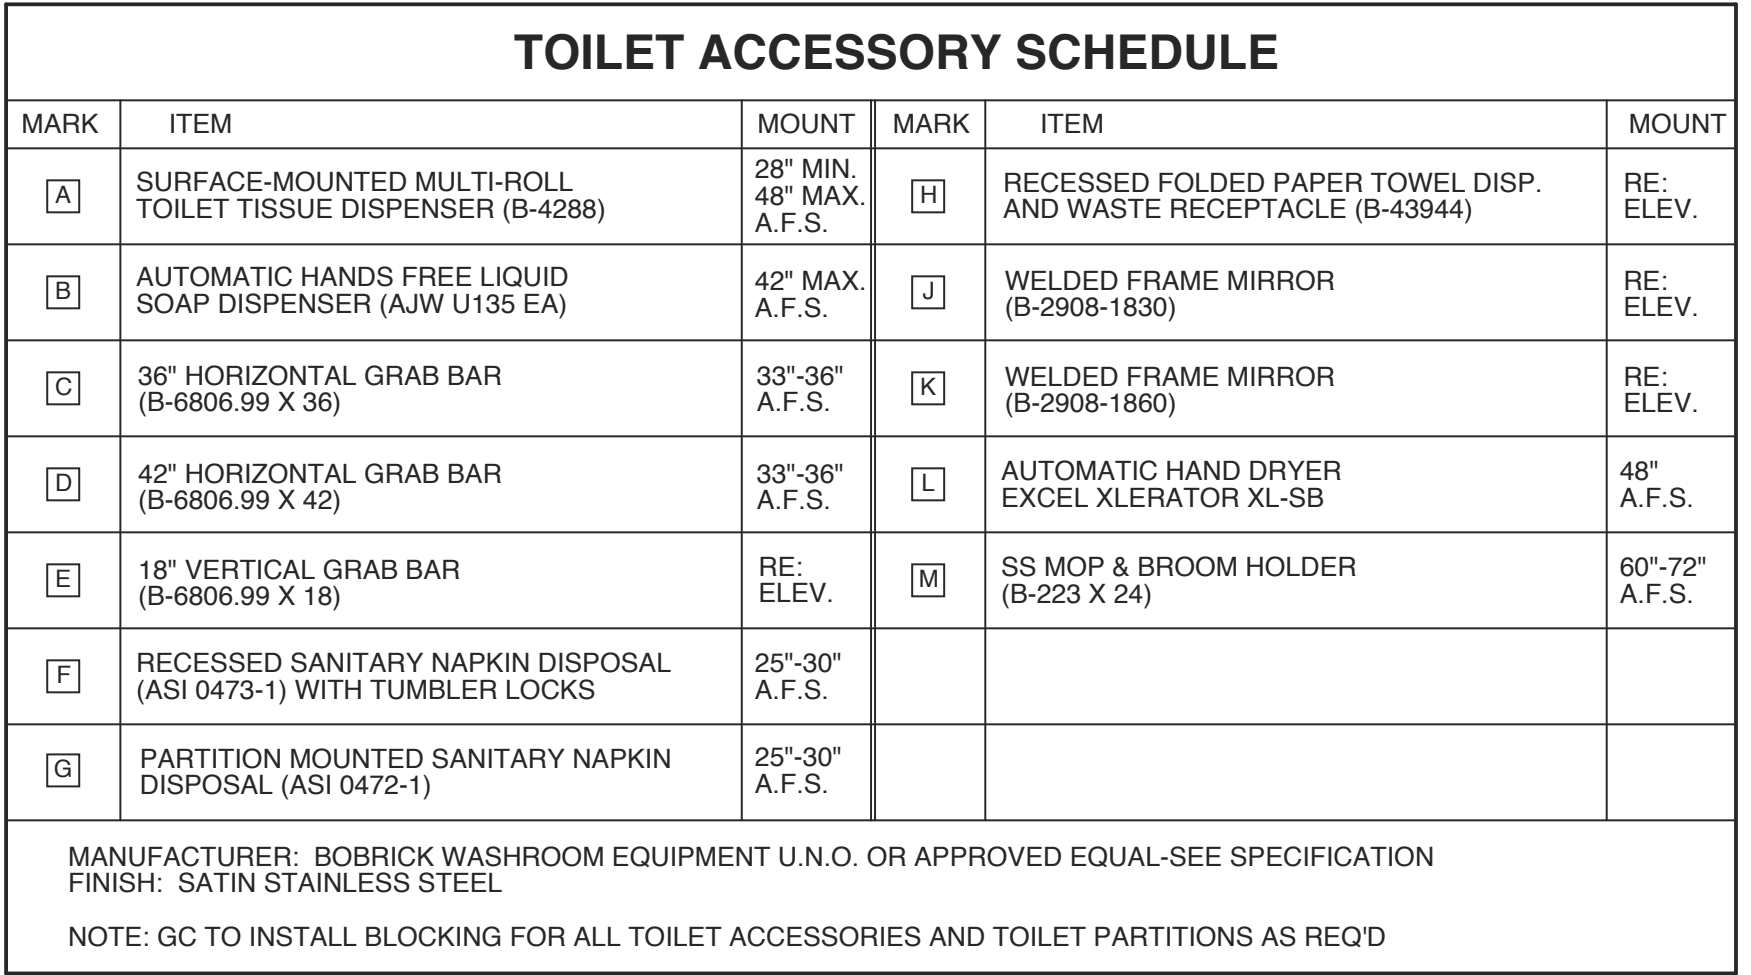 TOILET ACCESSORY SCHEDULE
MARK ITEM MOUNT MARK ITEM MOUNT
A
SURFACE-MOUNTED MULTI-ROLL
TOILET TISSUE DISPENSER (B-4288)
28" MIN.
48" MAX.
A.F.S.
H
RECESSED FOLDED PAPER TOWEL DISP.
AND WASTE RECEPTACLE (B-43944)
RE:
ELEV.
B
AUTOMATIC HANDS FREE LIQUID
SOAP DISPENSER (AJW U135 EA)
42" MAX.
A.F.S.
J
WELDED FRAME MIRROR
(B-2908-1830)
RE:
ELEV.
C
36" HORIZONTAL GRAB BAR
(B-6806.99 X 36)
33"-36"
A.F.S.
K
WELDED FRAME MIRROR
(B-2908-1860)
RE:
ELEV.
D
42" HORIZONTAL GRAB BAR
(B-6806.99 X 42)
33"-36"
A.F.S.
L
AUTOMATIC HAND DRYER
EXCEL XLERATOR XL-SB
48"
A.F.S.
E
18" VERTICAL GRAB BAR
(B-6806.99 X 18)
RE:
ELEV.
M
SS MOP & BROOM HOLDER
(B-223 X 24)
60"-72"
A.F.S.
F
RECESSED SANITARY NAPKIN DISPOSAL
(ASI 0473-1) WITH TUMBLER LOCKS
25"-30"
A.F.S.
G
PARTITION MOUNTED SANITARY NAPKIN
DISPOSAL (ASI 0472-1)
25"-30"
A.F.S.
MANUFACTURER: BOBRICK WASHROOM EQUIPMENT U.N.O. OR APPROVED EQUAL-SEE SPECIFICATION
FINISH: SATIN STAINLESS STEEL
NOTE: GC TO INSTALL BLOCKING FOR ALL TOILET ACCESSORIES AND TOILET PARTITIONS AS REQ'D